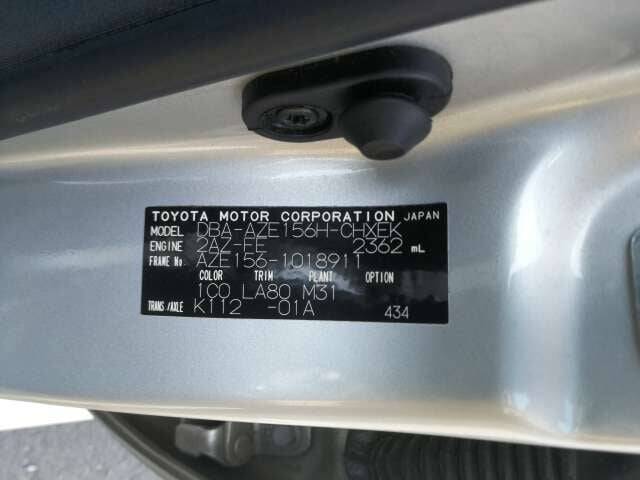 TOYOTA MOTOR CORPORATION JAPAN
MODEL DBA-AZE156H-CHXEK
ENGINE 2AZ-FE 2362 mL
FRAME No. AZE156-1018911
COLOR TRIM PLANT OPTION
1C0 LA80 M31
TRANS./AXLE K112 -01A 434